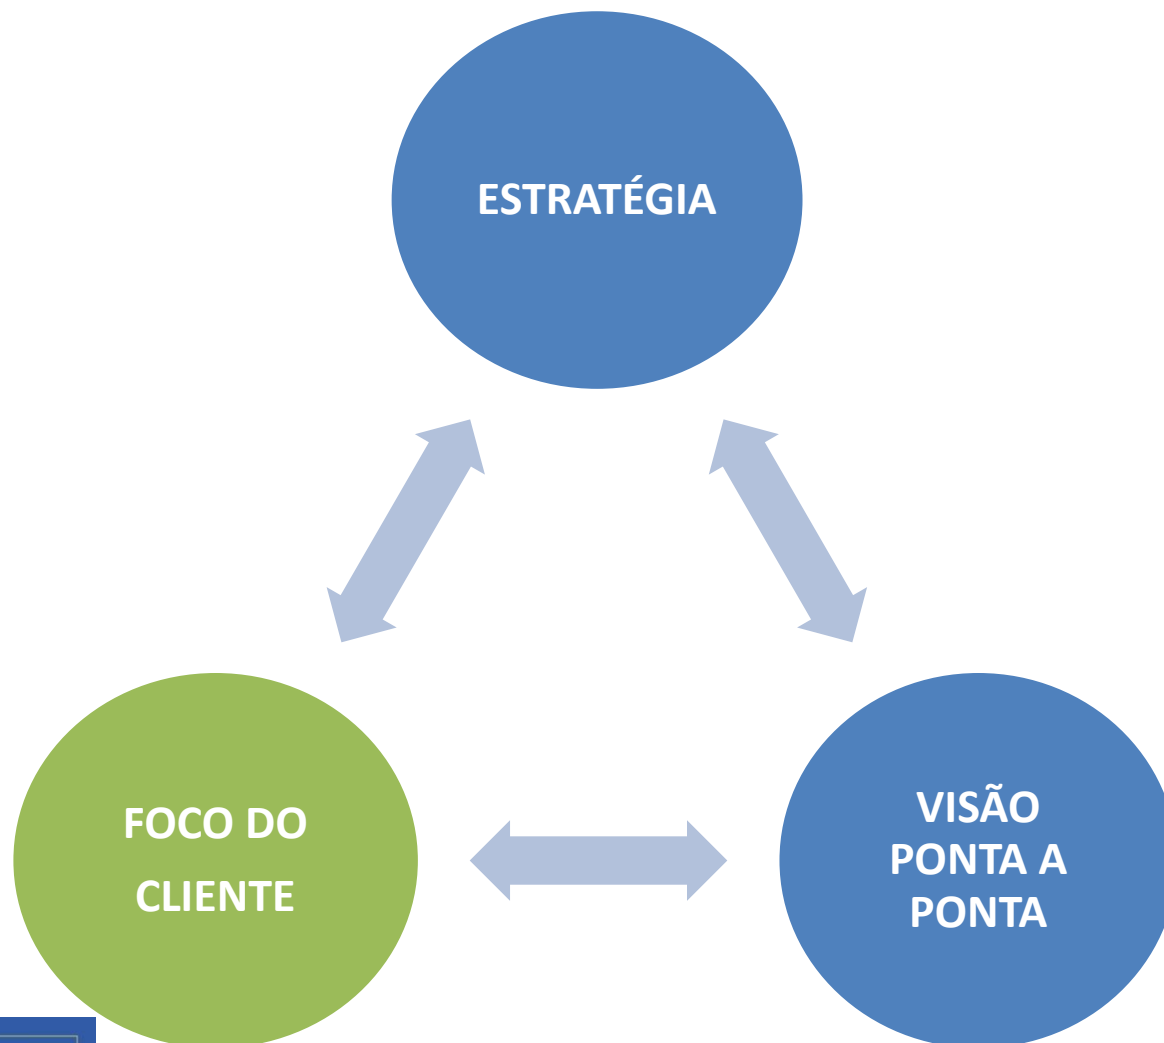 ESTRATÉGIA
FOCO DO
CLIENTE
VISÃO
PONTA A
PONTA